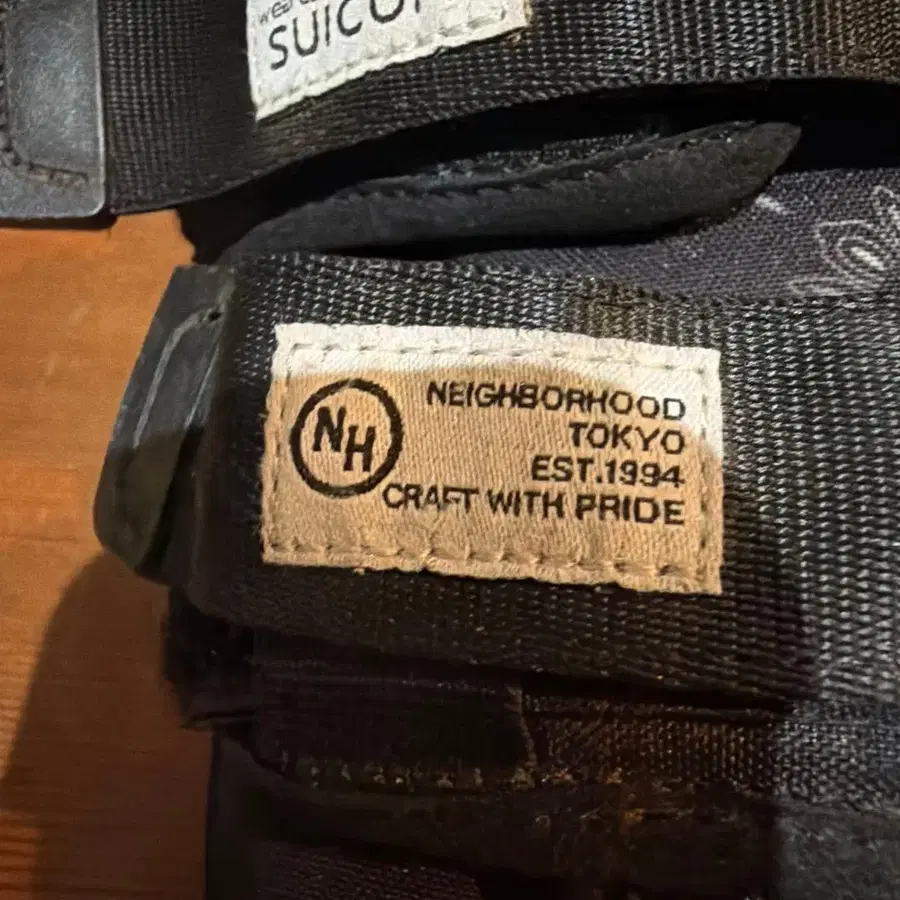 SUICO
NH
NEIGHBORHOOD
TOKYO
EST.1994
CRAFT WITH PRIDE